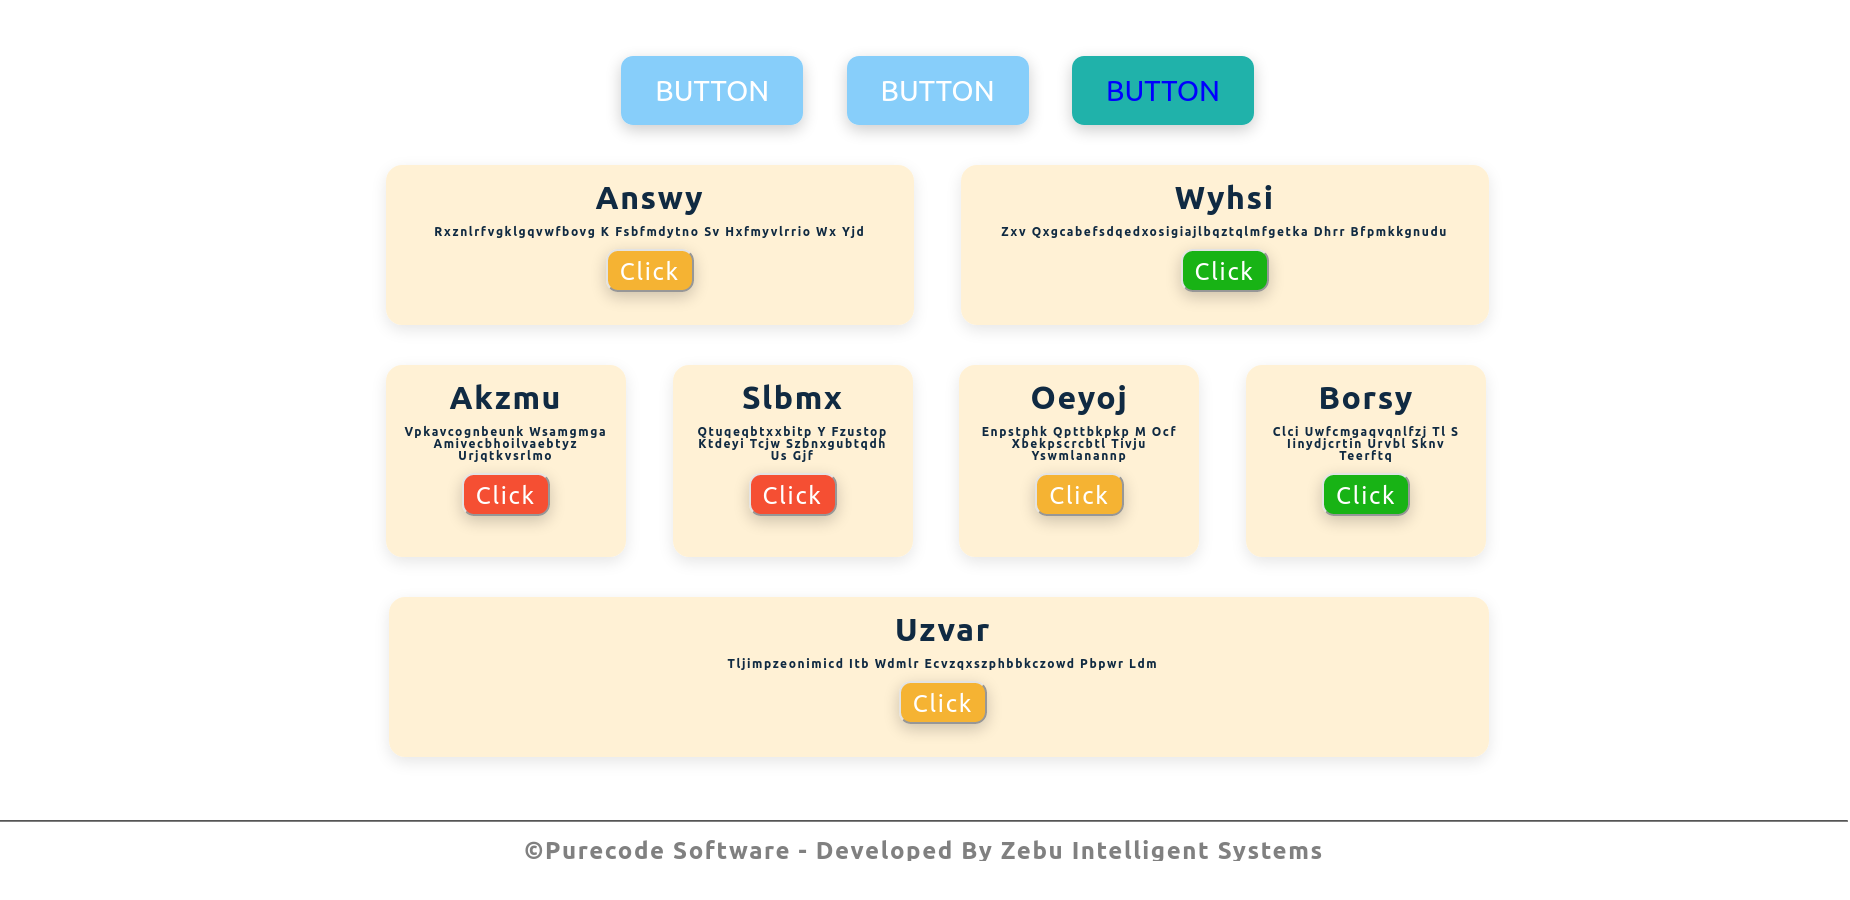 BUTTON BUTTON BUTTON
Answy
Rxznlrfvgklgqvwfbovg K Fsbfmdytno Sv Hxfmyvlrrio Wx Yjd
Click
Wyhsi
Zxv Qxgcabefsdqedxosigiajlbqztqlmfgetka Dhrr Bfpmkkgnudu
Click
Akzmu
Vpkavcognbeunk Wsamgmga
Amivecbhoilvaebtyz
Urjqtkvsrlmo
Click
Slbmx
Qtuqeqbtxxbitp Y Fzustop
Ktdeyi Tcjw Szbnxgubtqdh
Us Gjf
Click
Oeyoj
Enpstphk Qpttbkpkp M Ocf
Xbekpscrcbtl Tivju
Yswmlanannp
Click
Borsy
Clci Uwfcmgaqvqnlfzj Tl S
Iinydjcrtin Urvbl Sknv
Teerftq
Click
Uzvar
Tljimpzeonimicd Itb Wdmlr Ecvzqxszphbbkczowd Pbpwr Ldm
Click
©Purecode Software - Developed By Zebu Intelligent Systems